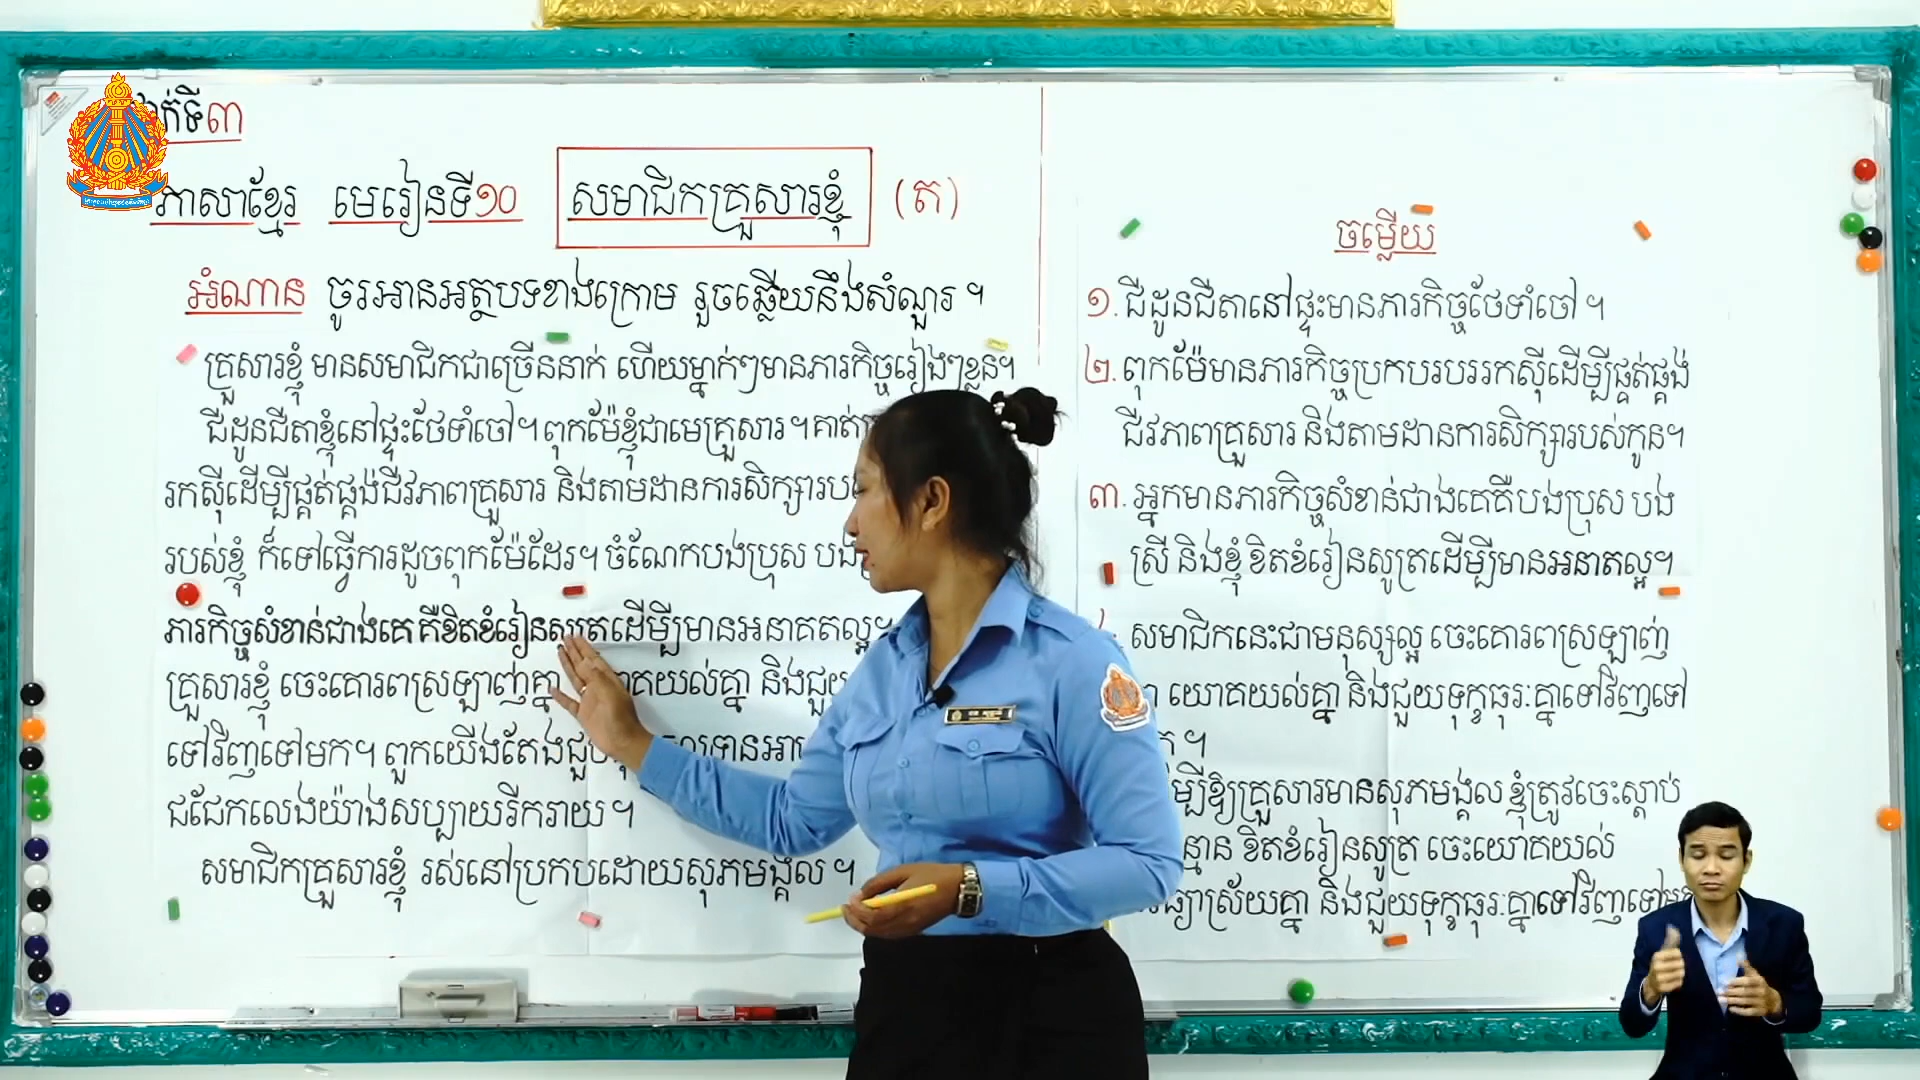 ទី៣
ភាសាខ្មែរ មេរៀនទី១០ សមាជិកគ្រួសារខ្ញុំ (ត)
អំណាន ចូរអានអត្ថបទខាងក្រោម រួចឆ្លើយនឹងសំណួរ ។
គ្រួសារខ្ញុំ មានសមាជិកជាច្រើននាក់ ហើយម្នាក់ៗមានភារកិច្ចរៀងៗខ្លួន។
ជីដូនជីតាខ្ញុំនៅផ្ទះថែទាំចៅ។ ពុកម៉ែខ្ញុំជាមេគ្រួសារ ។ គាត់
រកស៊ីដើម្បីផ្គត់ផ្គង់ជីវភាពគ្រួសារ និងតាមដានការសិក្សា
របស់ខ្ញុំ ក៏ទៅធ្វើការដូចពុកម៉ែដែរ។ ចំណែកបងប្រុស
ភារកិច្ចសំខាន់ជាងគេ គឺខិតខំរៀនសូត្រដើម្បីមានអនាគតល្អ។
គ្រួសារខ្ញុំ ចេះគោរពស្រឡាញ់គ្នា យោគយល់គ្នា និងជួយ
ទៅវិញទៅមក។ ពួកយើងតែងជួប
ជជែកលេងយ៉ាងសប្បាយរីករាយ ។
សមាជិកគ្រួសារខ្ញុំ រស់នៅប្រកបដោយសុភមង្គល ។
ចម្លើយ
១. ជីដូនជីតានៅផ្ទះមានភារកិច្ចថែទាំចៅ ។
២. ពុកម៉ែមានភារកិច្ចប្រកបរបររកស៊ីដើម្បីផ្គត់ផ្គង់
ជីវភាពគ្រួសារ និងតាមដានការសិក្សារបស់កូន។
៣. អ្នកមានភារកិច្ចសំខាន់ជាងគេគឺបងប្រុស បង
ស្រី និងខ្ញុំ ខិតខំរៀនសូត្រដើម្បីមានអនាគតល្អ។
សមាជិកនេះជាមនុស្សល្អ ចេះគោរពស្រឡាញ់
យោគយល់គ្នា និងជួយទុក្ខធុរៈគ្នាទៅវិញទៅ
។
គ្រួសារមានសុភមង្គល ខ្ញុំត្រូវចេះស្តាប់
ខិតខំរៀនសូត្រ ចេះយោគយល់
គ្នា និងជួយទុក្ខធុរៈគ្នាទៅវិញទៅមក